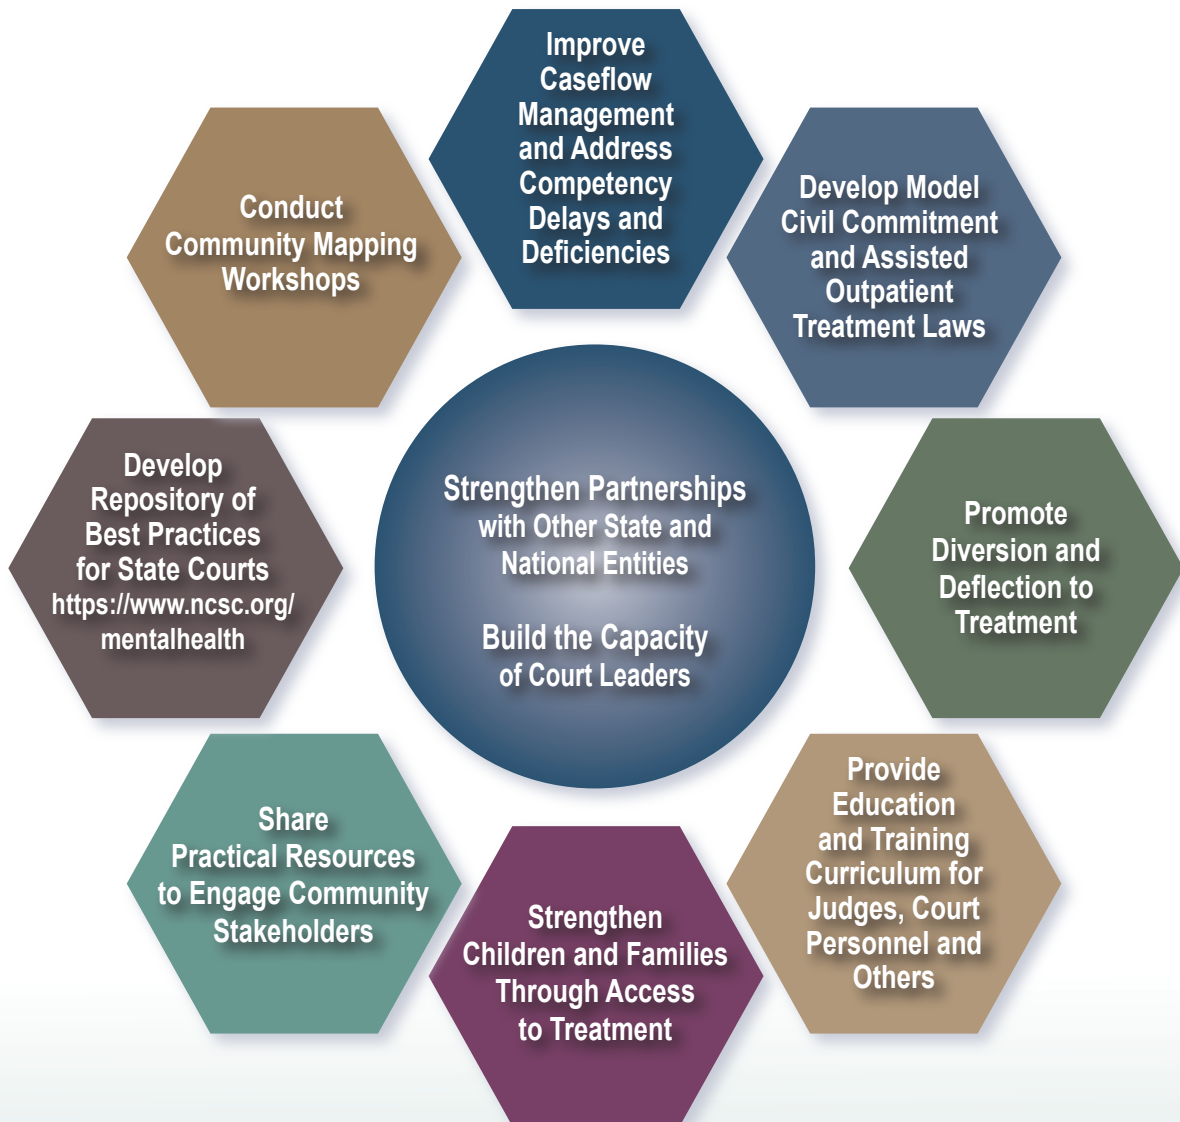 Improve
Caseflow
Management
and Address
Competency
Delays and
Deficiencies
Develop Model
Civil Commitment
and Assisted
Outpatient
Treatment Laws
Promote
Diversion and
Deflection to
Treatment
Provide
Education
and Training
Curriculum for
Judges, Court
Personnel and
Others
Strengthen
Children and Families
Through Access
to Treatment
Share
Practical Resources
to Engage Community
Stakeholders
Develop
Repository of
Best Practices
for State Courts
https://www.ncsc.org/
mentalhealth
Conduct
Community Mapping
Workshops
Strengthen Partnerships
with Other State and
National Entities
Build the Capacity
of Court Leaders